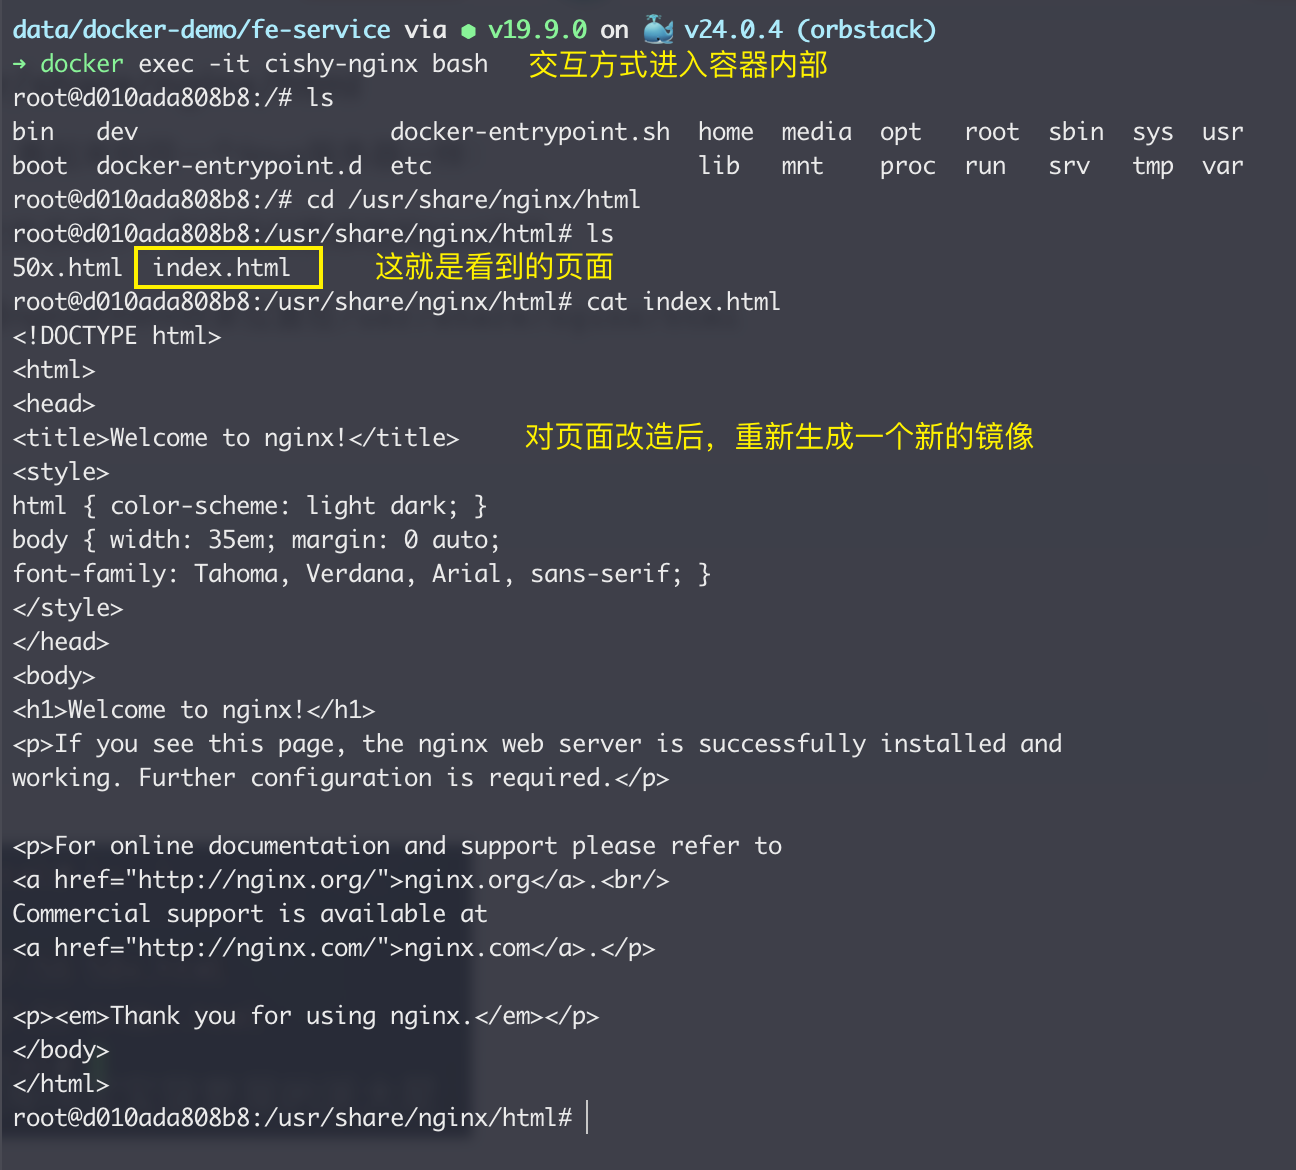 data/docker-demo/fe-service via ⬢ v19.9.0 on 🐳 v24.0.4 (orbstack)
→ docker exec -it cishy-nginx bash 交互方式进入容器内部
root@d010ada808b8:/# ls
bin dev docker-entrypoint.sh home media opt root sbin sys usr
boot docker-entrypoint.d etc lib mnt proc run srv tmp var
root@d010ada808b8:/# cd /usr/share/nginx/html
root@d010ada808b8:/usr/share/nginx/html# ls
50x.html index.html 这就是看到的页面
root@d010ada808b8:/usr/share/nginx/html# cat index.html
<!DOCTYPE html>
<html>
<head>
<title>Welcome to nginx!</title> 对页面改造后，重新生成一个新的镜像
<style>
html { color-scheme: light dark; }
body { width: 35em; margin: 0 auto;
font-family: Tahoma, Verdana, Arial, sans-serif; }
</style>
</head>
<body>
<h1>Welcome to nginx!</h1>
<p>If you see this page, the nginx web server is successfully installed and
working. Further configuration is required.</p>
<p>For online documentation and support please refer to
<a href="http://nginx.org/">nginx.org</a>.<br/>
Commercial support is available at
<a href="http://nginx.com/">nginx.com</a>.</p>
<p><em>Thank you for using nginx.</em></p>
</body>
</html>
root@d010ada808b8:/usr/share/nginx/html#